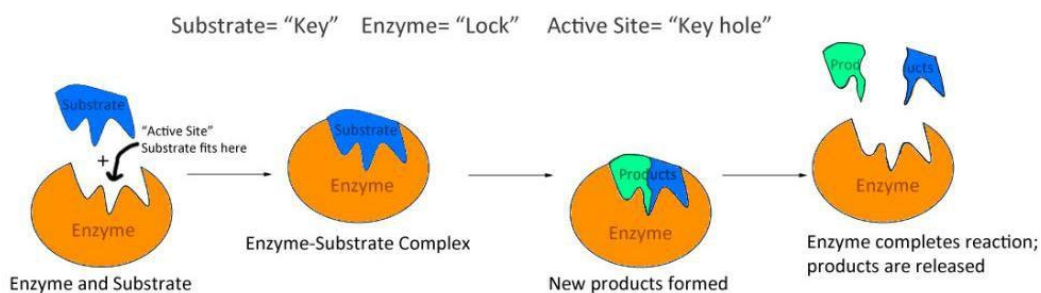 Substrate= “Key” Enzyme= “Lock” Active Site= “Key hole”
Substrate
“Active Site”
Substrate fits here
+
Enzyme
Enzyme and Substrate
Substrate
Enzyme
Enzyme-Substrate Complex
Products
Enzyme
New products formed
Prod ucts
Enzyme
Enzyme completes reaction;
products are released